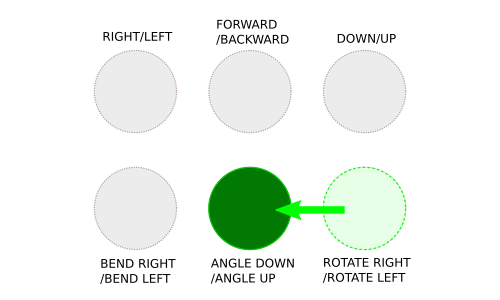 RIGHT/LEFT
FORWARD
/BACKWARD
DOWN/UP
BEND RIGHT
/BEND LEFT
ANGLE DOWN
/ANGLE UP
ROTATE RIGHT
/ROTATE LEFT